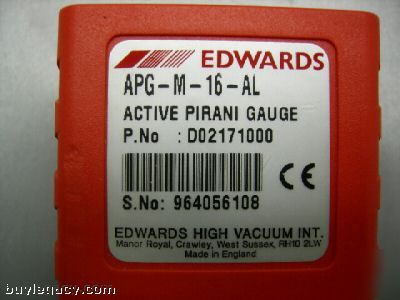 EDWARDS
APG-M-16-AL
ACTIVE PIRANI GAUGE
P.No : D02171000
CE
S.No: 964056108
EDWARDS HIGH VACUUM INT.
Manor Royal, Crawley, West Sussex, RH10 2LW
Made in England
buylegacy.com